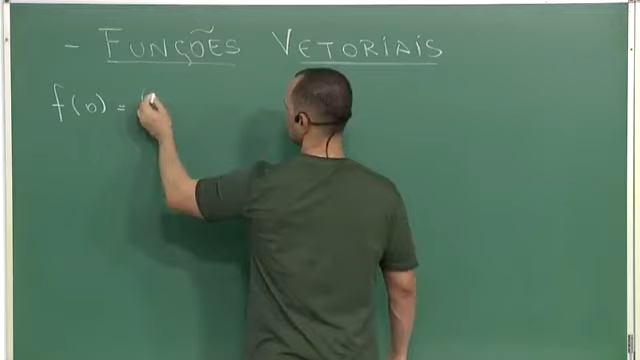 - FUNÇÕES VETORIAIS
f(s) =